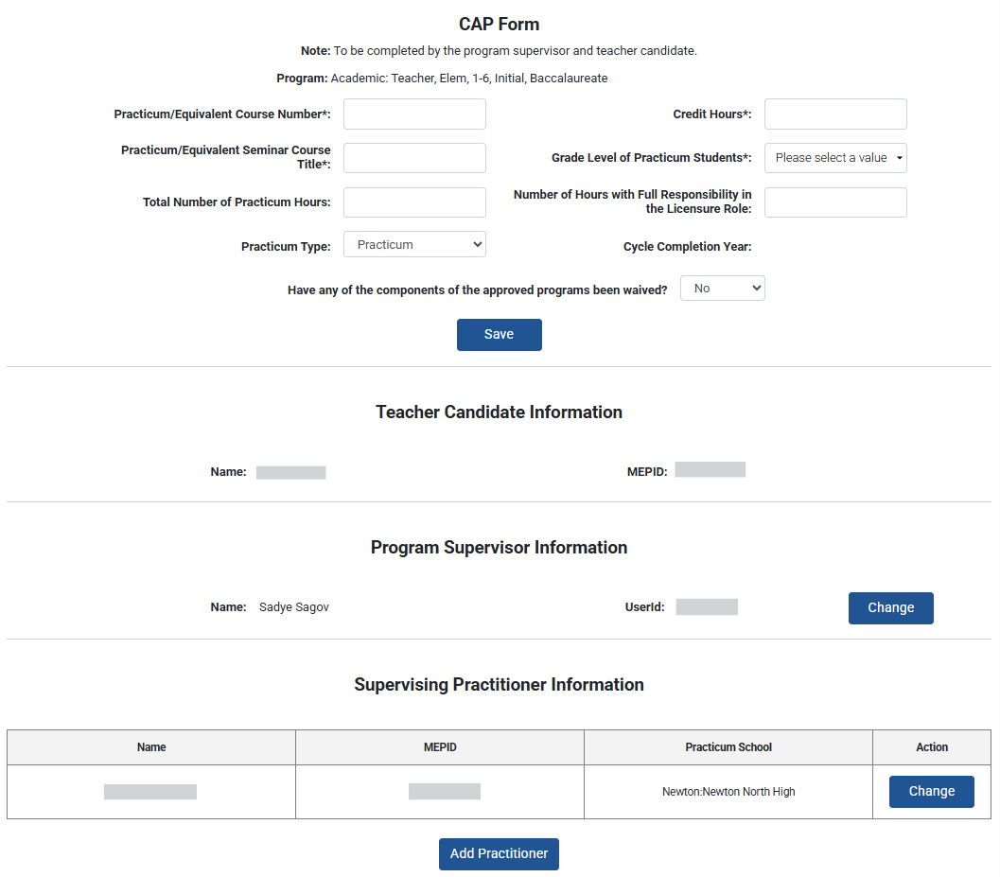 CAP Form
Note: To be completed by the program supervisor and teacher candidate.
Program: Academic: Teacher, Elem, 1-6, Initial, Baccalaureate
Practicum/Equivalent Course Number*:
Credit Hours*:
Practicum/Equivalent Seminar Course
Title*:
Grade Level of Practicum Students*: Please select a value
Total Number of Practicum Hours:
Number of Hours with Full Responsibility in
the Licensure Role:
Practicum Type: Practicum
Cycle Completion Year:
Have any of the components of the approved programs been waived? No
Save
Teacher Candidate Information
Name:
MEPID:
Program Supervisor Information
Name: Sadye Sagov
UserId:
Change
Supervising Practitioner Information
Name MEPID Practicum School Action
Newton:Newton North High Change
Add Practitioner